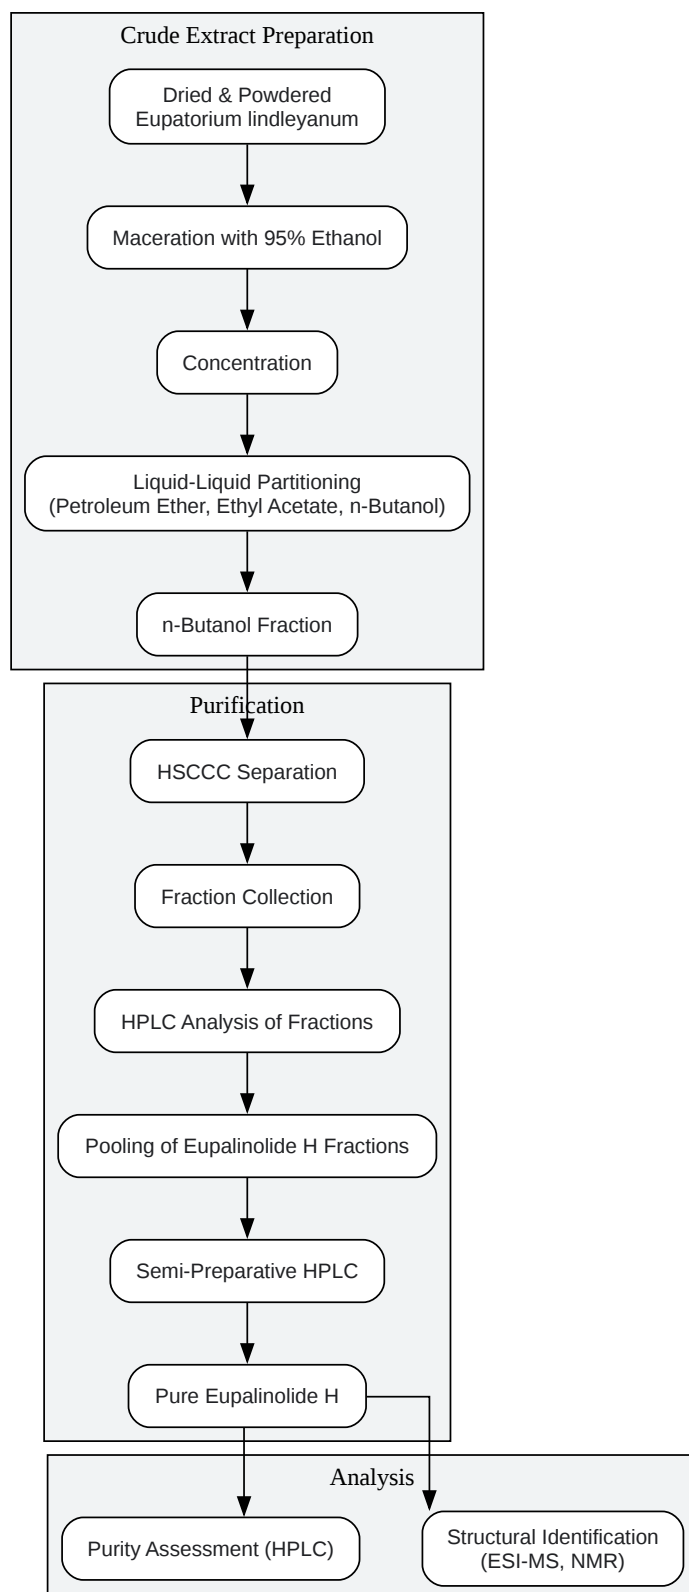 Crude Extract Preparation
Dried & Powdered
Eupatorium lindleyanum
Maceration with 95% Ethanol
Concentration
Liquid-Liquid Partitioning
(Petroleum Ether, Ethyl Acetate, n-Butanol)
n-Butanol Fraction
Purification
HSCCC Separation
Fraction Collection
HPLC Analysis of Fractions
Pooling of Eupalinolide H Fractions
Semi-Preparative HPLC
Pure Eupalinolide H
Analysis
Purity Assessment (HPLC)
Structural Identification
(ESI-MS, NMR)